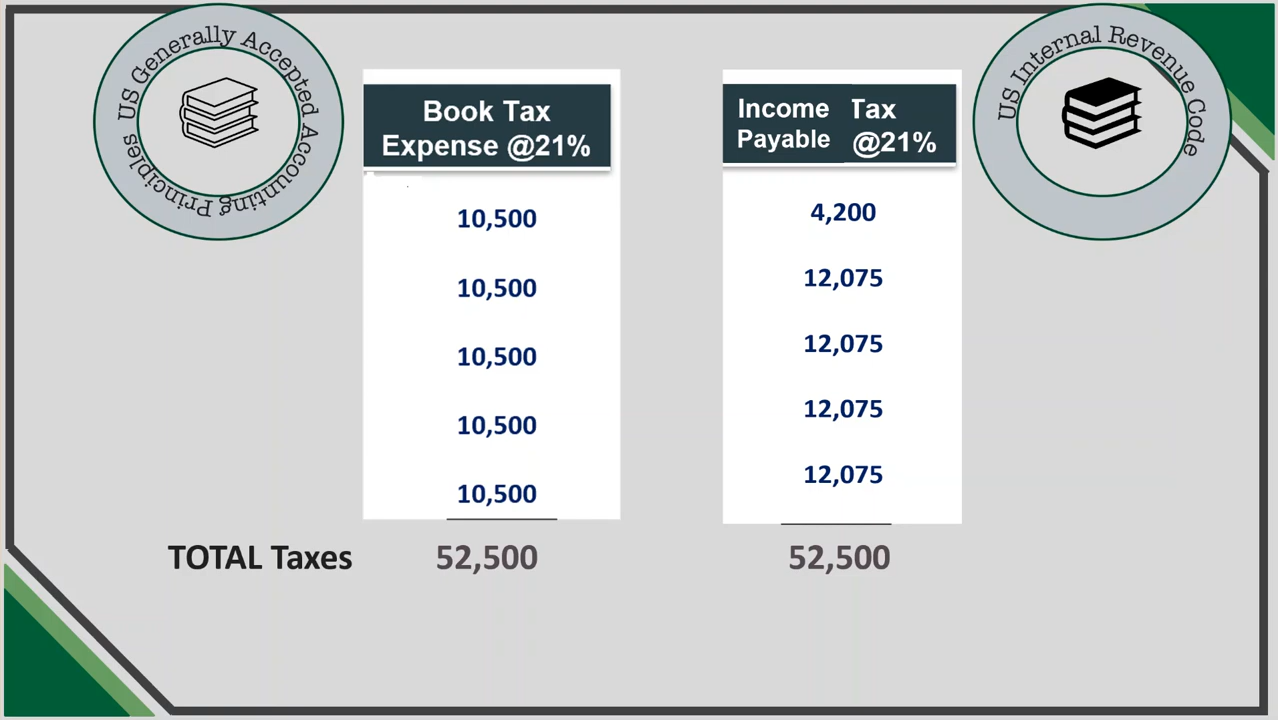 US Generally Accepted Accounting Principles
Book Tax
Expense @21%
10,500
10,500
10,500
10,500
10,500
Income Tax
Payable @21%
4,200
12,075
12,075
12,075
12,075
US Internal Revenue Code
TOTAL Taxes 52,500 52,500